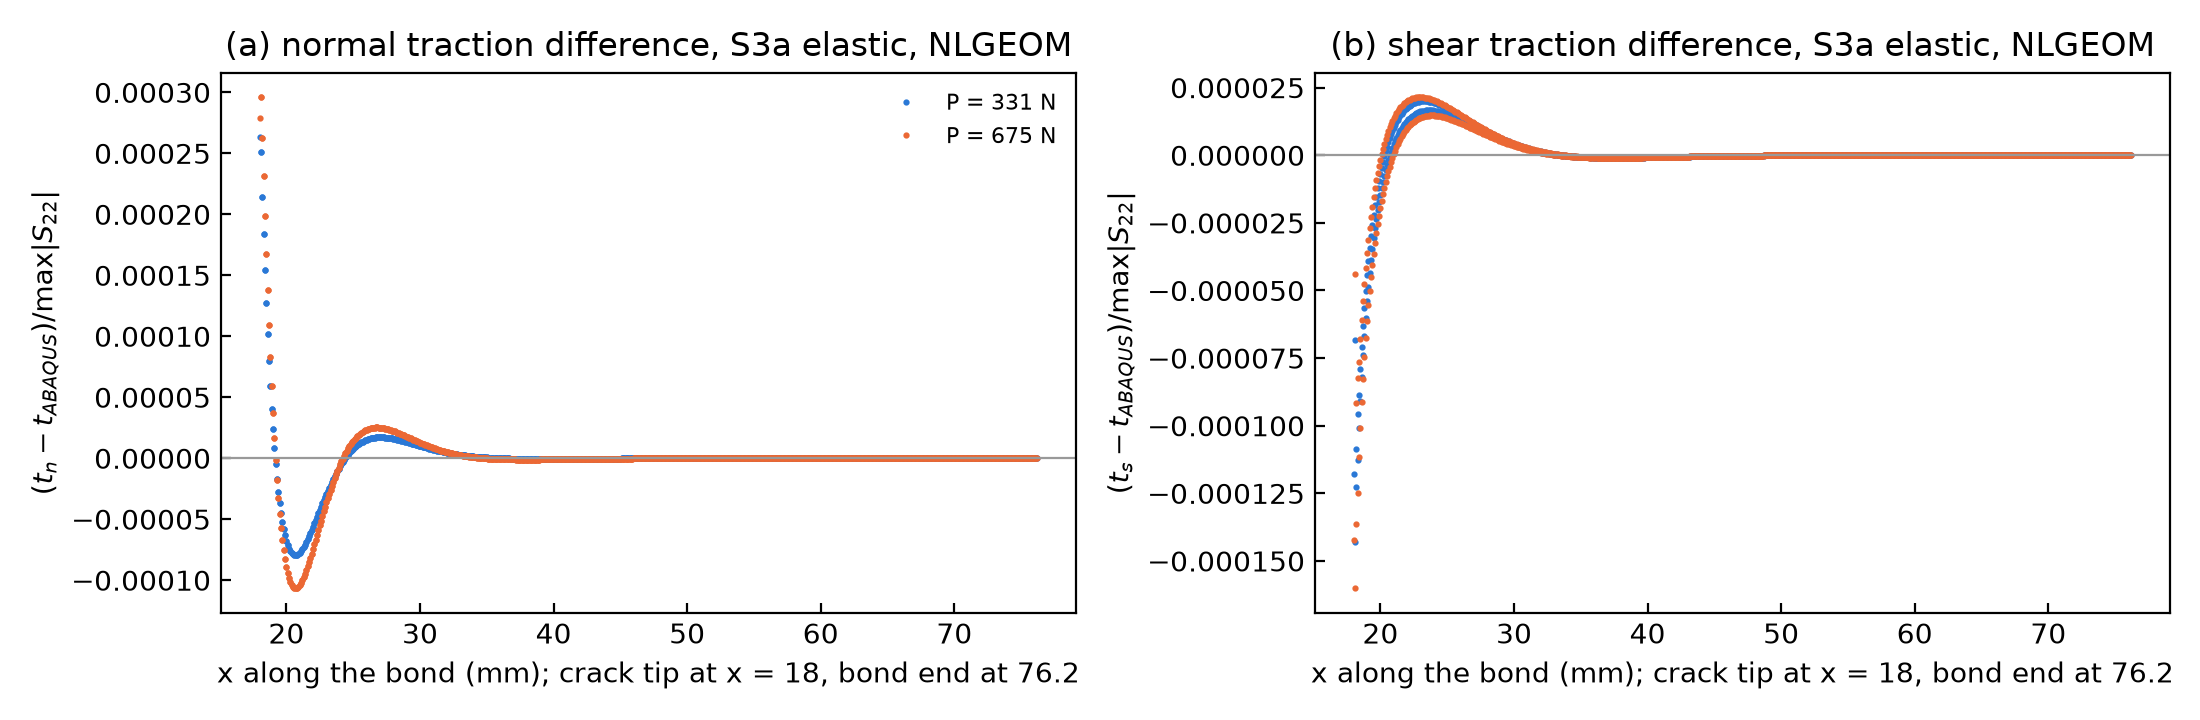 (a) normal traction difference, S3a elastic, NLGEOM
(tₙ − t_ABAQUS)/max|S₂₂|
0.00030
0.00025
0.00020
0.00015
0.00010
0.00005
0.00000
−0.00005
−0.00010
P = 331 N
P = 675 N
20 30 40 50 60 70
x along the bond (mm); crack tip at x = 18, bond end at 76.2
(b) shear traction difference, S3a elastic, NLGEOM
(tₛ − t_ABAQUS)/max|S₂₂|
0.000025
0.000000
−0.000025
−0.000050
−0.000075
−0.000100
−0.000125
−0.000150
20 30 40 50 60 70
x along the bond (mm); crack tip at x = 18, bond end at 76.2